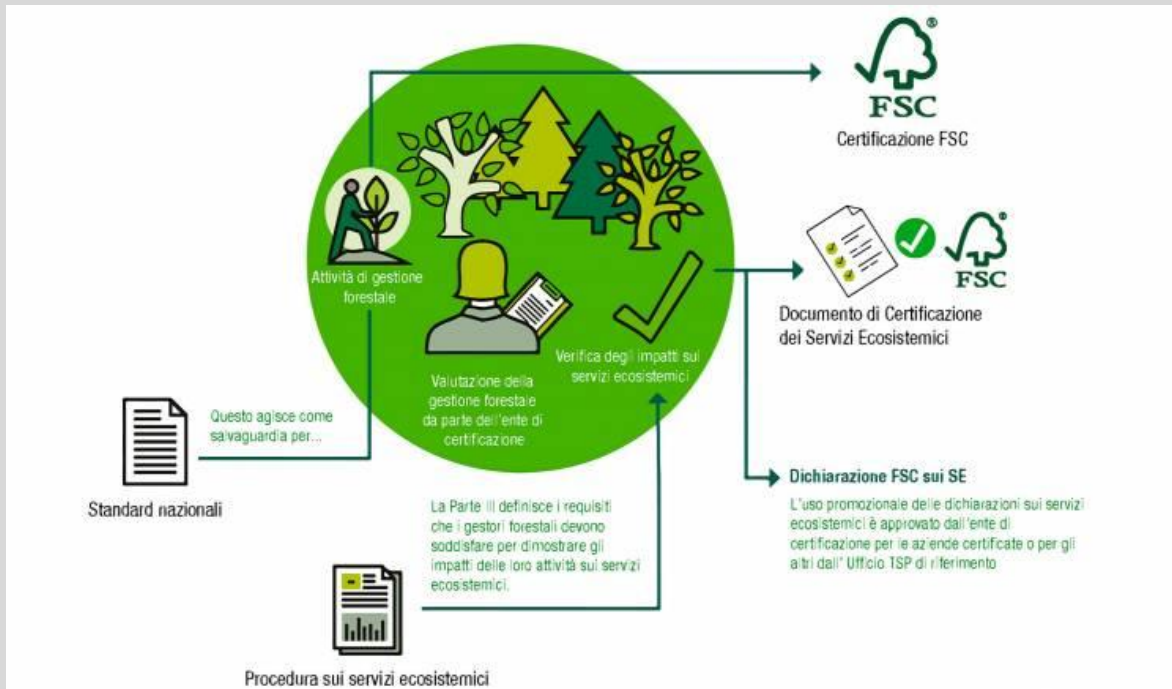 FSC
Certificazione FSC
Attività di gestione
forestale
FSC
Documento di Certificazione
dei Servizi Ecosistemici
Verifica degli impatti sui
servizi ecosistemici
Valutazione della
gestione forestale
da parte dell'ente di
certificazione
Questo agisce come
salvaguardia per...
Standard nazionali
Dichiarazione FSC sui SE
L'uso promozionale delle dichiarazioni sui servizi
ecosistemici è approvato dall'ente di
certificazione per le aziende certificate o per gli
altri dall' Ufficio TSP di riferimento
La Parte III definisce i requisiti
che i gestori forestali devono
soddisfare per dimostrare gli
impatti delle loro attività sui servizi
ecosistemici.
Procedura sui servizi ecosistemici